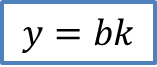 y = bk